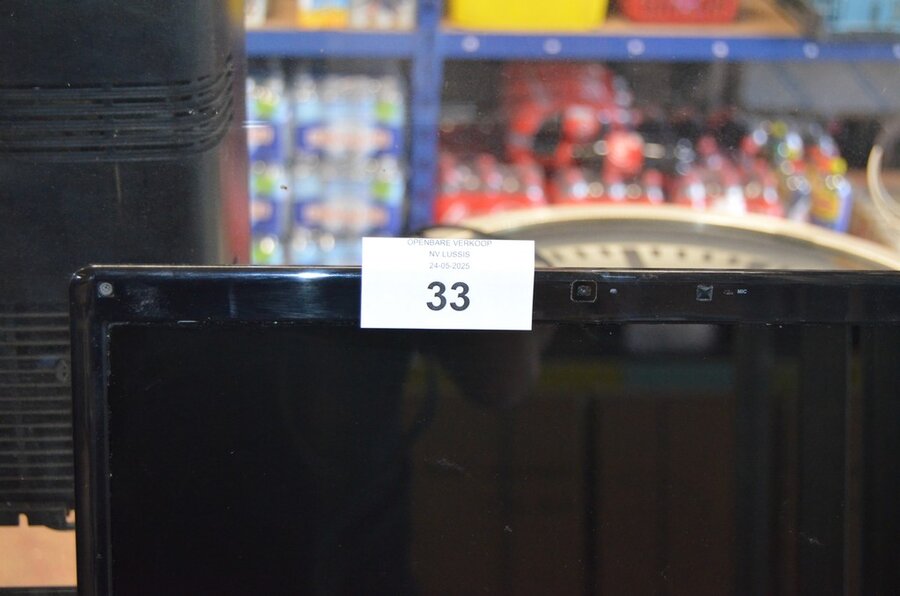 OPENBARE VERKOOP
NV LUSSIS
24-05-2025
33
MIC